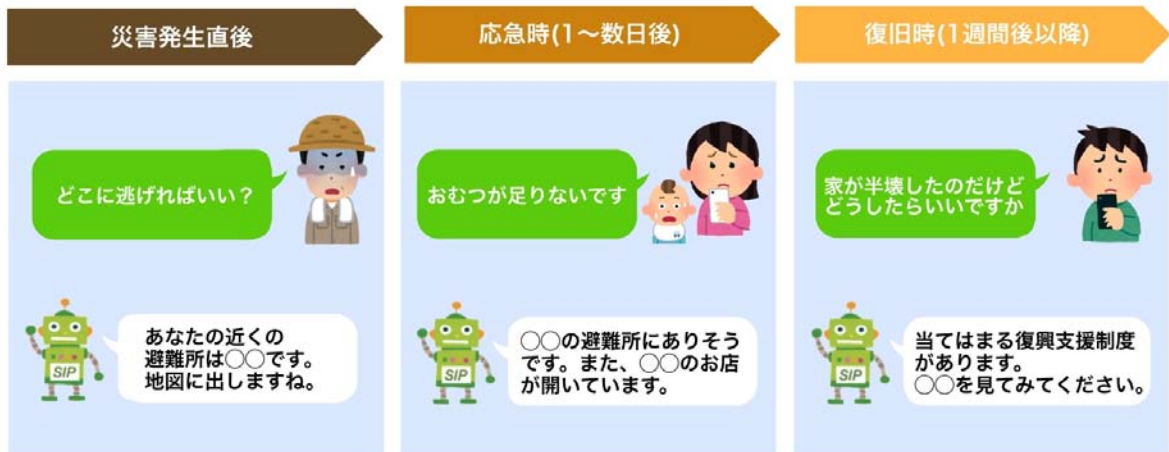 災害発生直後
応急時(1〜数日後)
復旧時(1週間後以降)
どこに逃げればいい？
あなたの近くの
避難所は○○です。
地図に出しますね。
SIP
おむつが足りないです
○○の避難所にありそう
です。また、○○のお店
が開いています。
SIP
家が半壊したのだけど
どうしたらいいですか
当てはまる復興支援制度
があります。
○○を見てみてください。
SIP